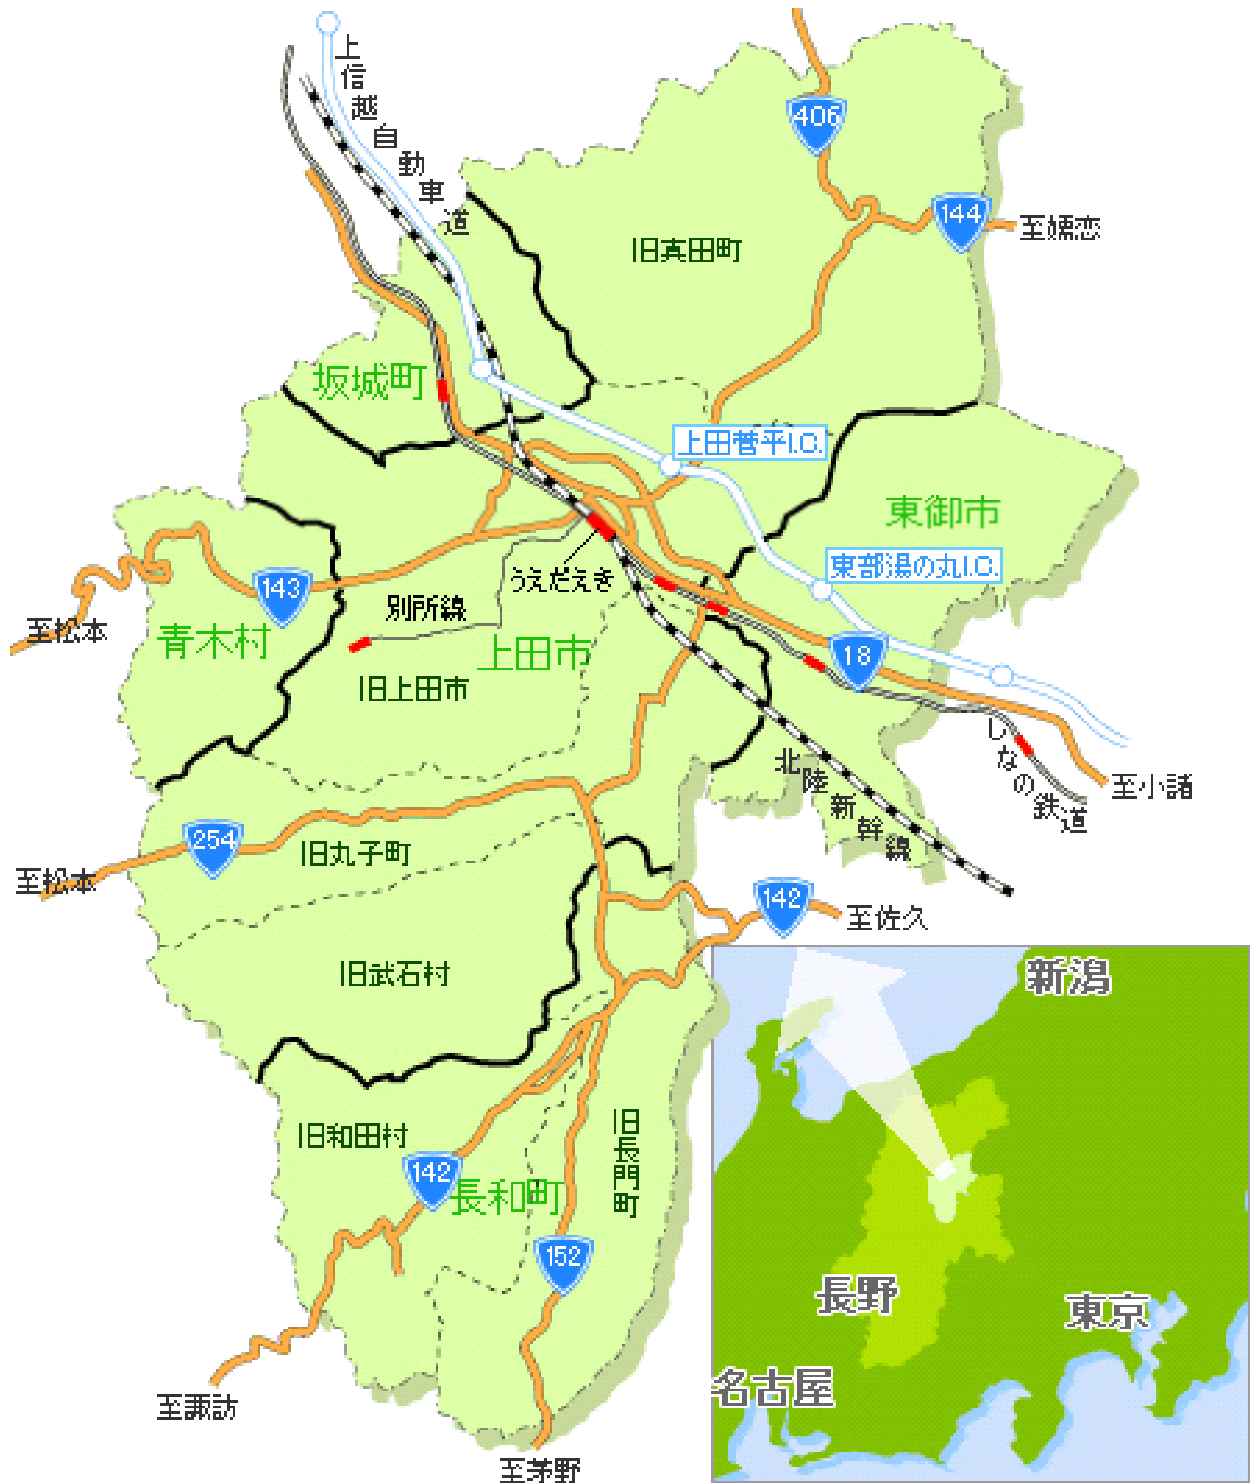 上信越自動車道
406
144
至嬬恋
旧真田町
坂城町
上田菅平I.C.
東御市
東部湯の丸I.C.
143
至松本
青木村
別所線
うえだえき
上田市
旧上田市
18
北陸新幹線
しなの鉄道
至小諸
254
至松本
旧丸子町
142
至佐久
旧武石村
旧和田村
旧長門町
142
長和町
152
至諏訪
至茅野
新潟
長野
東京
名古屋